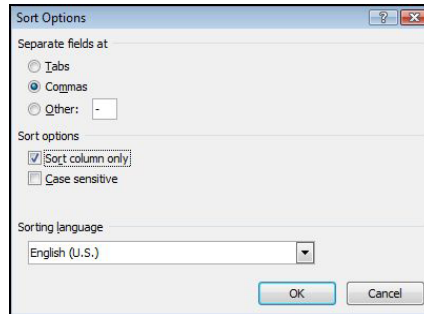 Sort Options
Separate fields at
Tabs
Commas
Other: -
Sort options
Sort column only
Case sensitive
Sorting language
English (U.S.)
OK Cancel